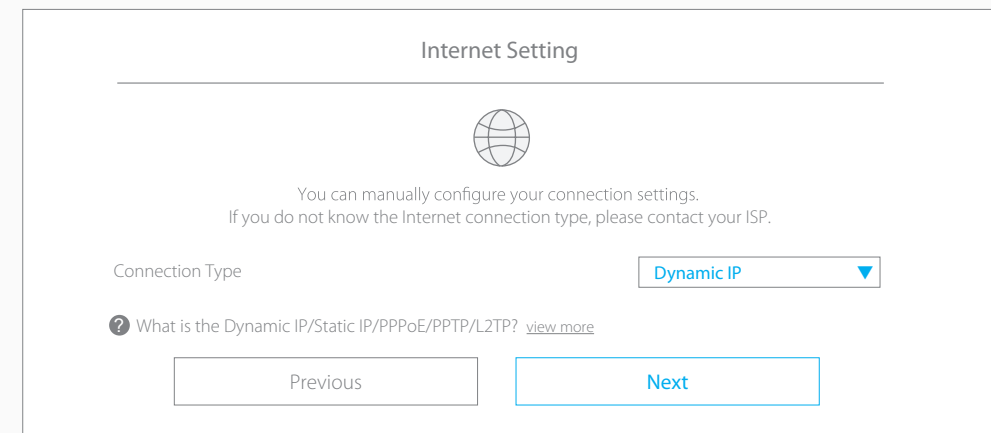 Internet Setting
You can manually configure your connection settings.
If you do not know the Internet connection type, please contact your ISP.
Connection Type
Dynamic IP
? What is the Dynamic IP/Static IP/PPPoE/PPTP/L2TP? view more
Previous
Next